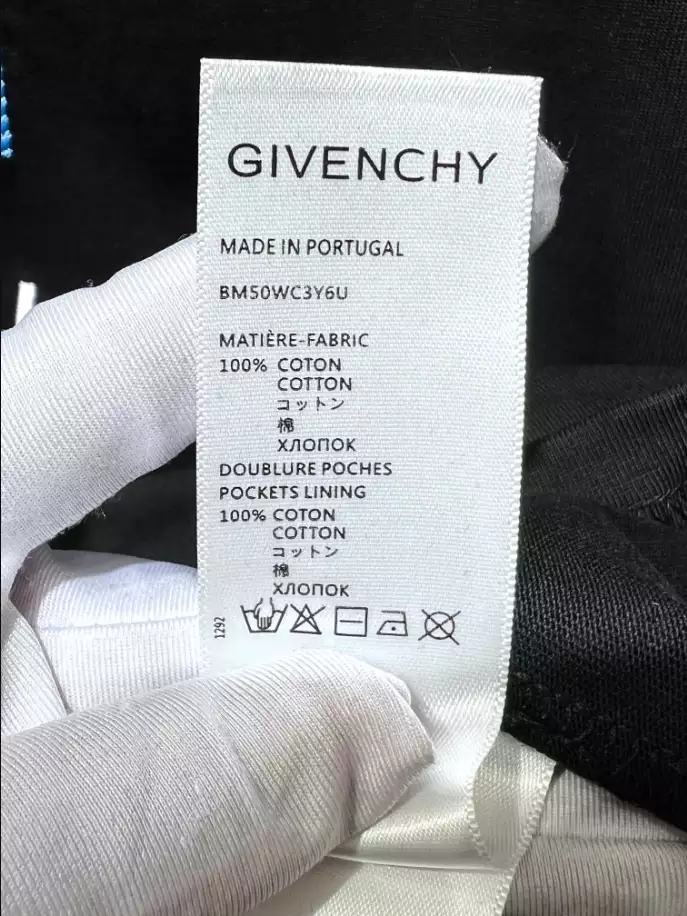 GIVENCHY
MADE IN PORTUGAL
BM50WC3Y6U
MATIÈRE-FABRIC
100% COTON
COTTON
コットン
棉
ХЛОПОК
DOUBLURE POCHES
POCKETS LINING
100% COTON
COTTON
コットン
棉
ХЛОПОК
1292